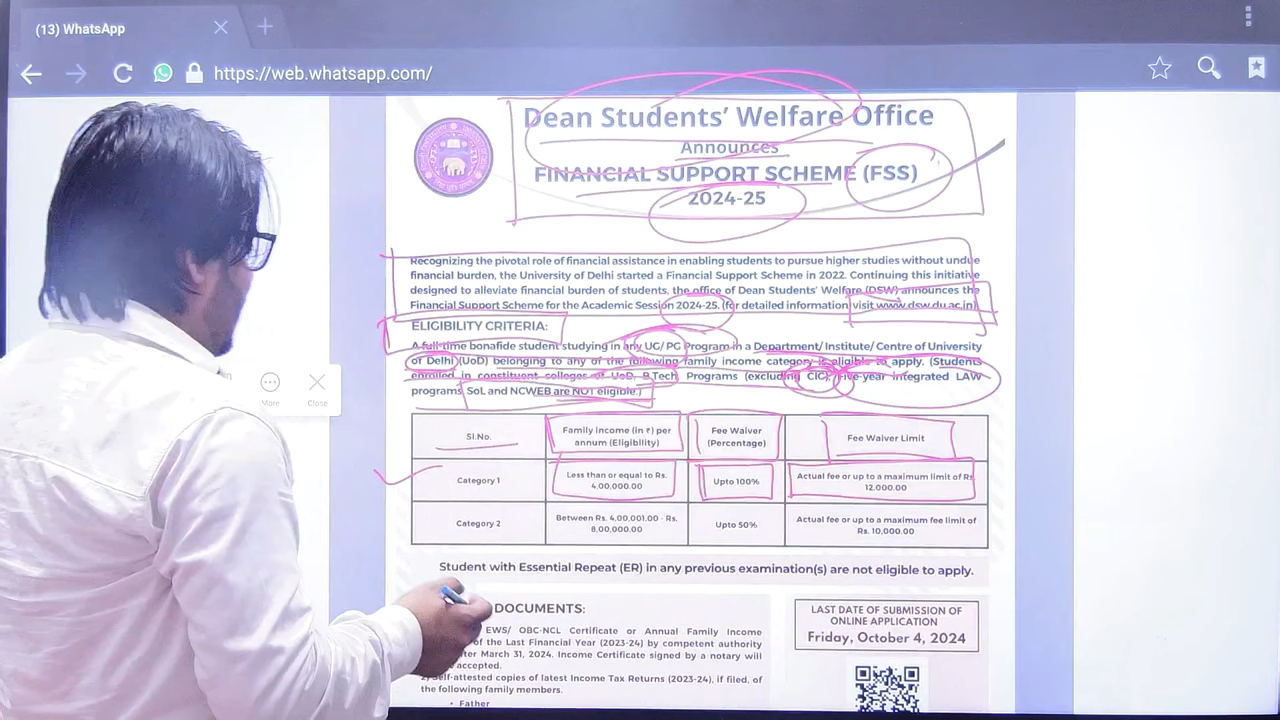 (13) WhatsApp
https://web.whatsapp.com/
Dean Students' Welfare Office
Announces
FINANCIAL SUPPORT SCHEME (FSS)
2024-25
Recognizing the pivotal role of financial assistance in enabling students to pursue higher studies without undue
financial burden, the University of Delhi started a Financial Support Scheme in 2022. Continuing this initiative
designed to alleviate financial burden of students, the office of Dean Students' Welfare (DSW) announces the
Financial Support Scheme for the Academic Session 2024-25. (for detailed information visit www.dsw.du.ac.in)
ELIGIBILITY CRITERIA:
A full-time bonafide student studying in any UG/ PG Program in a Department/ Institute/ Centre of University
of Delhi (UoD) belonging to any of the following family income category is eligible to apply. (Students
enrolled in constituent colleges of UoD, B.Tech Programs (excluding CIC), Five-year integrated LAW
programs SoL and NCWEB are NOT eligible.)
More
Close
Sl.No.
Family income (in ₹) per
annum (Eligibility)
Fee Waiver
(Percentage)
Fee Waiver Limit
Category 1
Less than or equal to Rs.
4,00,000.00
Upto 100%
Actual fee or up to a maximum limit of Rs.
12,000.00
Category 2
Between Rs. 4,00,001.00 - Rs.
8,00,000.00
Upto 50%
Actual fee or up to a maximum fee limit of
Rs. 10,000.00
Student with Essential Repeat (ER) in any previous examination(s) are not eligible to apply.
DOCUMENTS:
EWS/ OBC-NCL Certificate or Annual Family Income
of the Last Financial Year (2023-24) by competent authority
March 31, 2024. Income Certificate signed by a notary will
accepted.
2) Self-attested copies of latest Income Tax Returns (2023-24), if filed, of
the following family members.
• Father
LAST DATE OF SUBMISSION OF
ONLINE APPLICATION
Friday, October 4, 2024